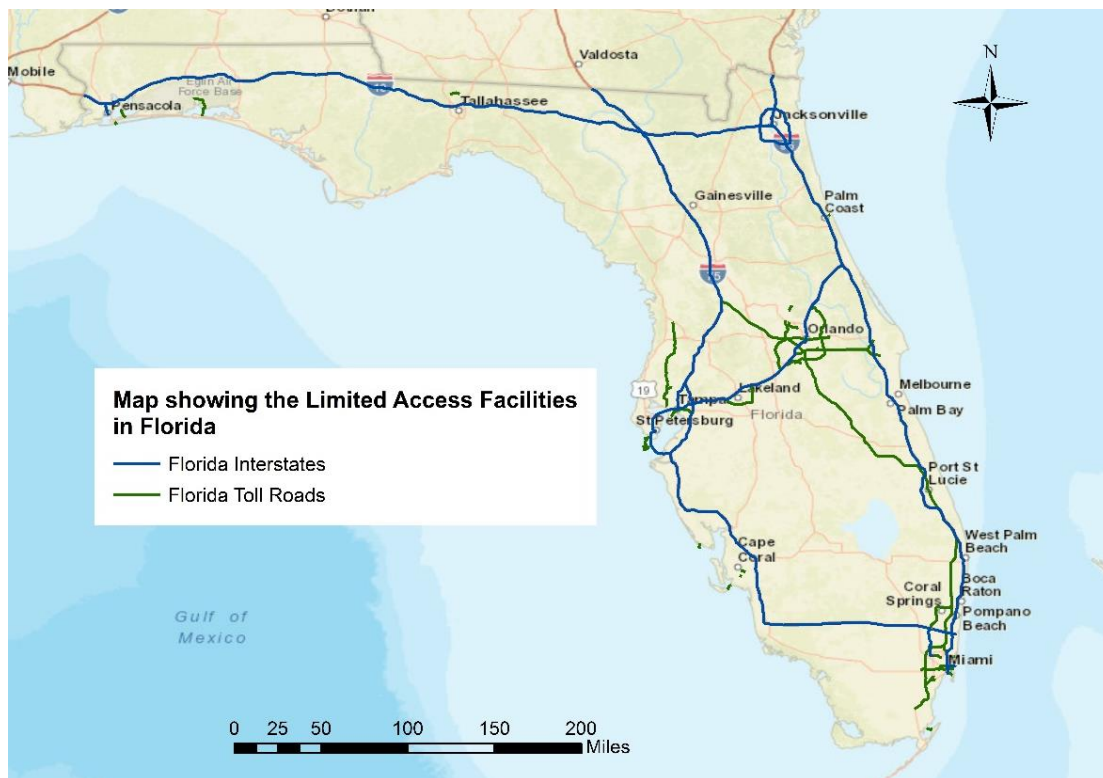 Dothan
Mobile
Valdosta
N
Eglin Air
Force Base
Pensacola
10
Tallahassee
Jacksonville
Gainesville
Palm
Coast
Orlando
Map showing the Limited Access Facilities
in Florida
Florida Interstates
Florida Toll Roads
19
Lakeland
Tampa
Florida
St Petersburg
Melbourne
Palm Bay
Port St
Lucie
West Palm
Beach
Cape
Coral
Boca
Raton
Coral
Springs
Pompano
Beach
Miami
Gulf of
Mexico
0 25 50 100 150 200
Miles